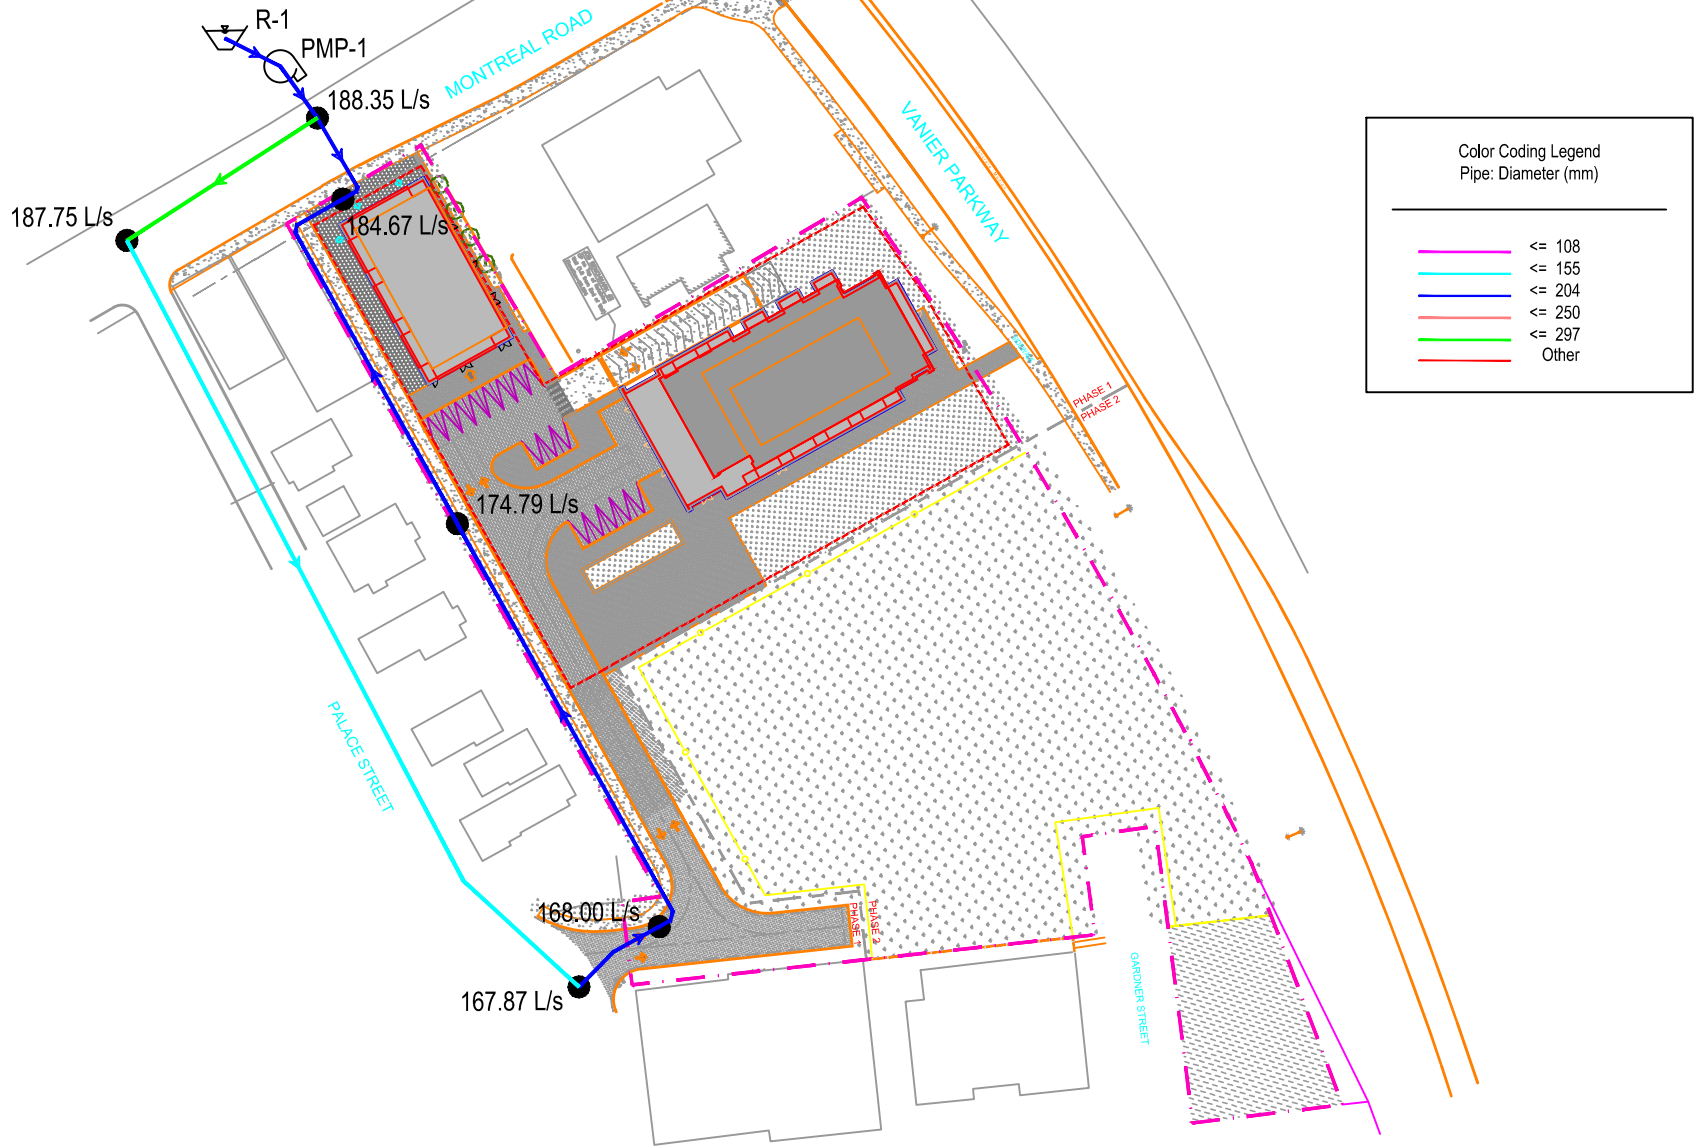 R-1
PMP-1
MONTREAL ROAD
188.35 L/s
VANIER PARKWAY
187.75 L/s
184.67 L/s
Color Coding Legend
Pipe: Diameter (mm)
<= 108
<= 155
<= 204
<= 250
<= 297
Other
PHASE 1
PHASE 2
174.79 L/s
PALACE STREET
168.00 L/s
PHASE 1
PHASE 2
167.87 L/s
GARDNER STREET